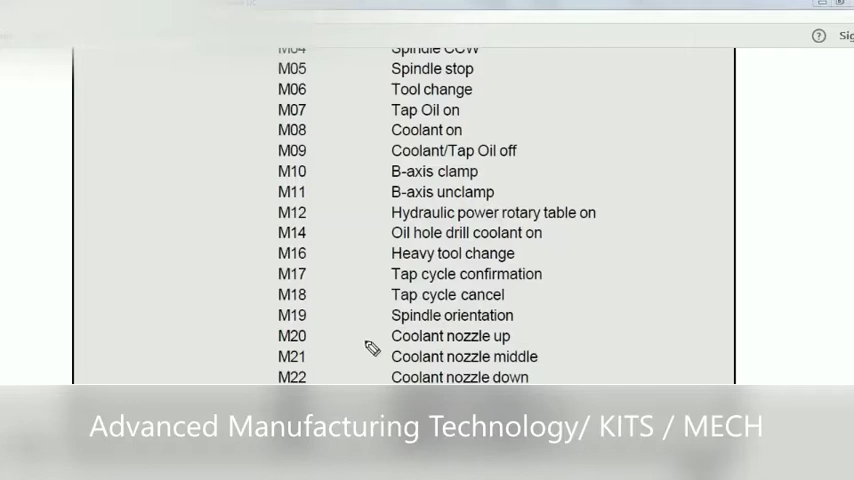 M04 Spindle CCW
M05 Spindle stop
M06 Tool change
M07 Tap Oil on
M08 Coolant on
M09 Coolant/Tap Oil off
M10 B-axis clamp
M11 B-axis unclamp
M12 Hydraulic power rotary table on
M14 Oil hole drill coolant on
M16 Heavy tool change
M17 Tap cycle confirmation
M18 Tap cycle cancel
M19 Spindle orientation
M20 Coolant nozzle up
M21 Coolant nozzle middle
M22 Coolant nozzle down
Advanced Manufacturing Technology/ KITS / MECH